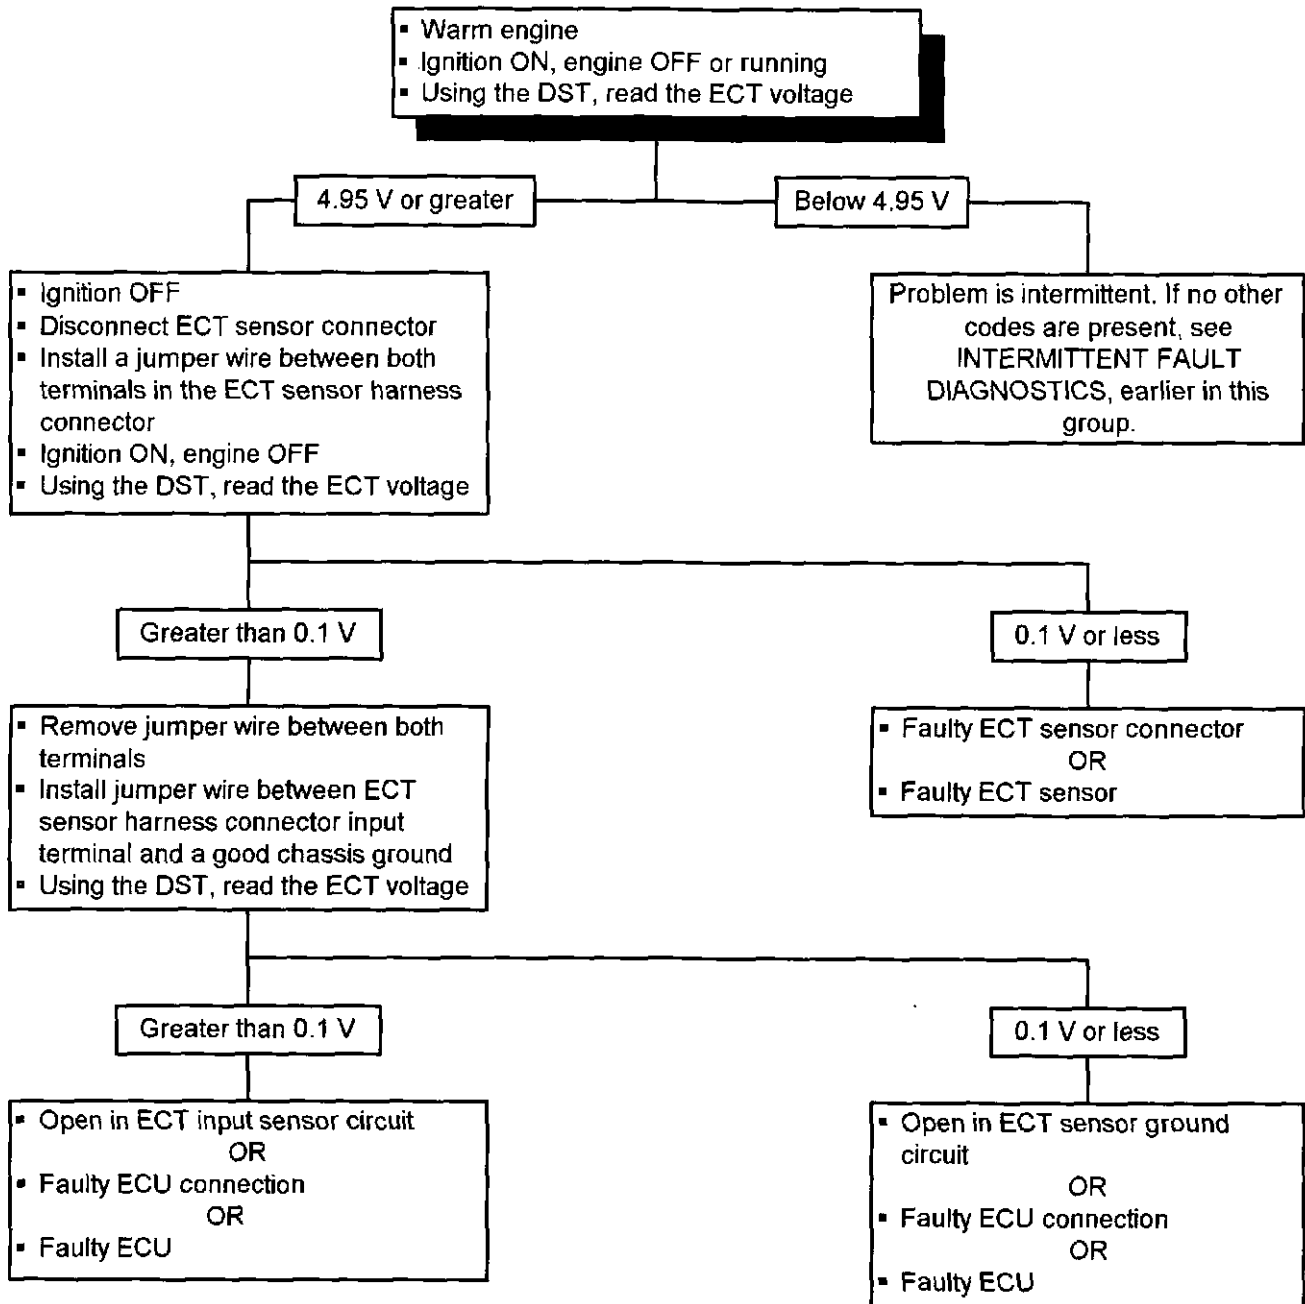 ▪ Warm engine
▪ Ignition ON, engine OFF or running
▪ Using the DST, read the ECT voltage
4.95 V or greater
Below 4.95 V
▪ Ignition OFF
▪ Disconnect ECT sensor connector
▪ Install a jumper wire between both
terminals in the ECT sensor harness
connector
▪ Ignition ON, engine OFF
▪ Using the DST, read the ECT voltage
Problem is intermittent. If no other
codes are present, see
INTERMITTENT FAULT
DIAGNOSTICS, earlier in this
group.
Greater than 0.1 V
0.1 V or less
▪ Remove jumper wire between both
terminals
▪ Install jumper wire between ECT
sensor harness connector input
terminal and a good chassis ground
▪ Using the DST, read the ECT voltage
▪ Faulty ECT sensor connector
OR
▪ Faulty ECT sensor
Greater than 0.1 V
0.1 V or less
▪ Open in ECT input sensor circuit
OR
▪ Faulty ECU connection
OR
▪ Faulty ECU
▪ Open in ECT sensor ground
circuit
OR
▪ Faulty ECU connection
OR
▪ Faulty ECU